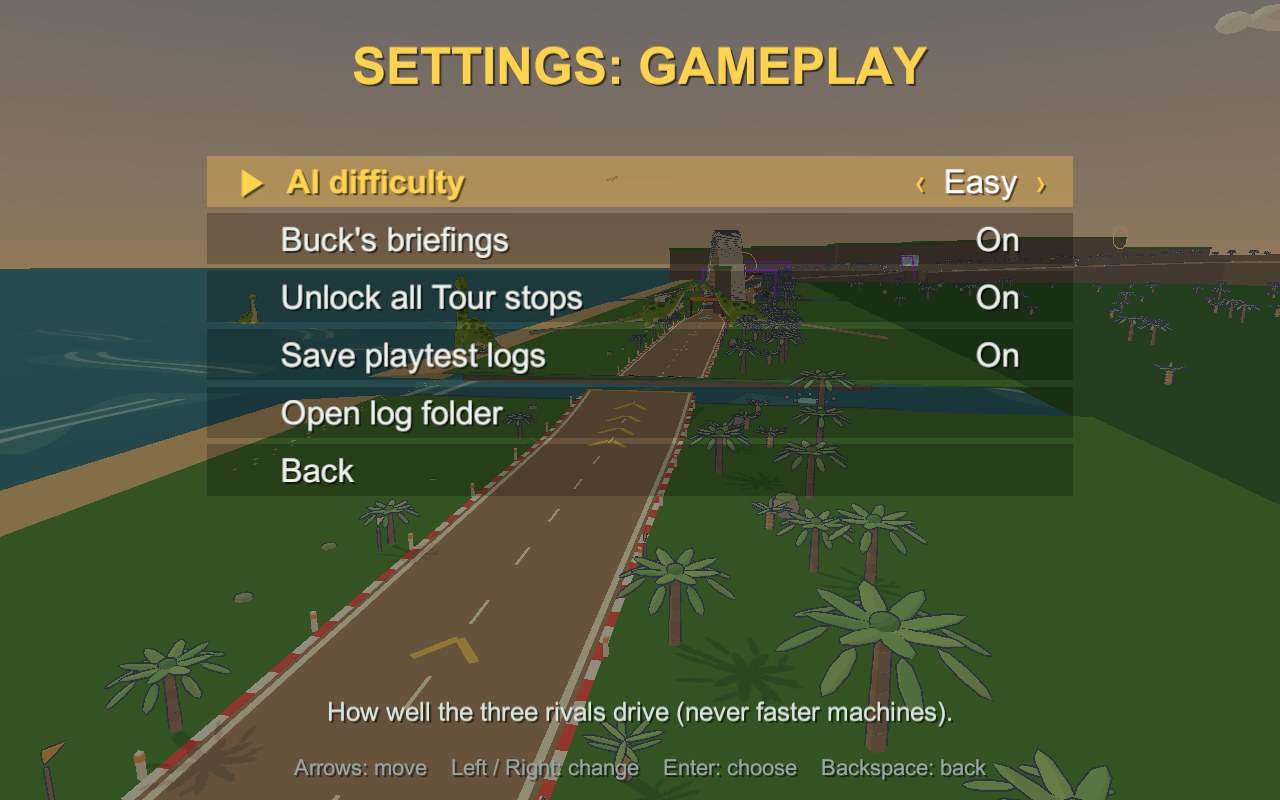 SETTINGS: GAMEPLAY
AI difficulty ‹ Easy ›
Buck's briefings On
Unlock all Tour stops On
Save playtest logs On
Open log folder
Back
How well the three rivals drive (never faster machines).
Arrows: move Left / Right: change Enter: choose Backspace: back